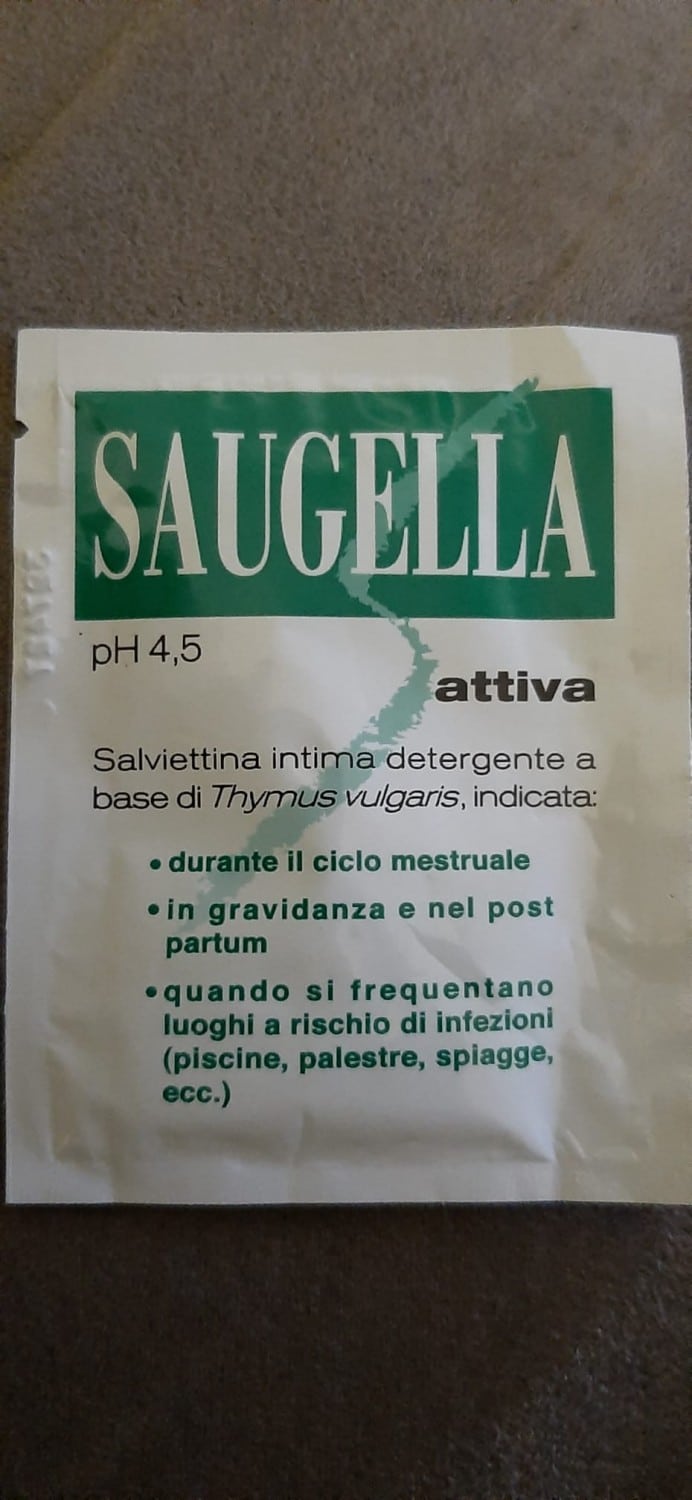 SAUGELLA
pH 4,5
attiva
Salviettina intima detergente a
base di Thymus vulgaris, indicata:
• durante il ciclo mestruale
• in gravidanza e nel post
partum
• quando si frequentano
luoghi a rischio di infezioni
(piscine, palestre, spiagge,
ecc.)